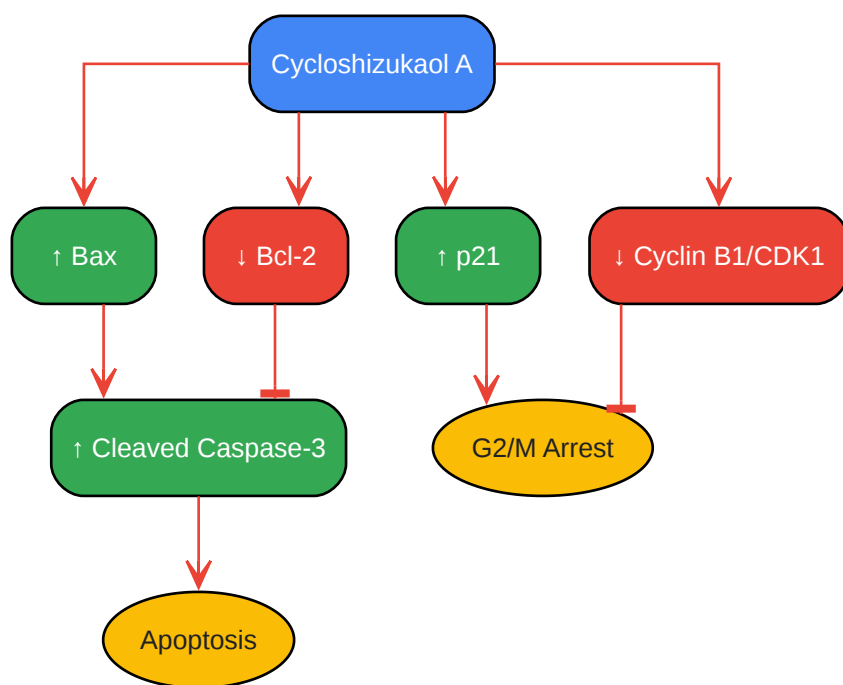 Cycloshizukaol A
↑ Bax
↓ Bcl-2
↑ p21
↓ Cyclin B1/CDK1
↑ Cleaved Caspase-3
G2/M Arrest
Apoptosis